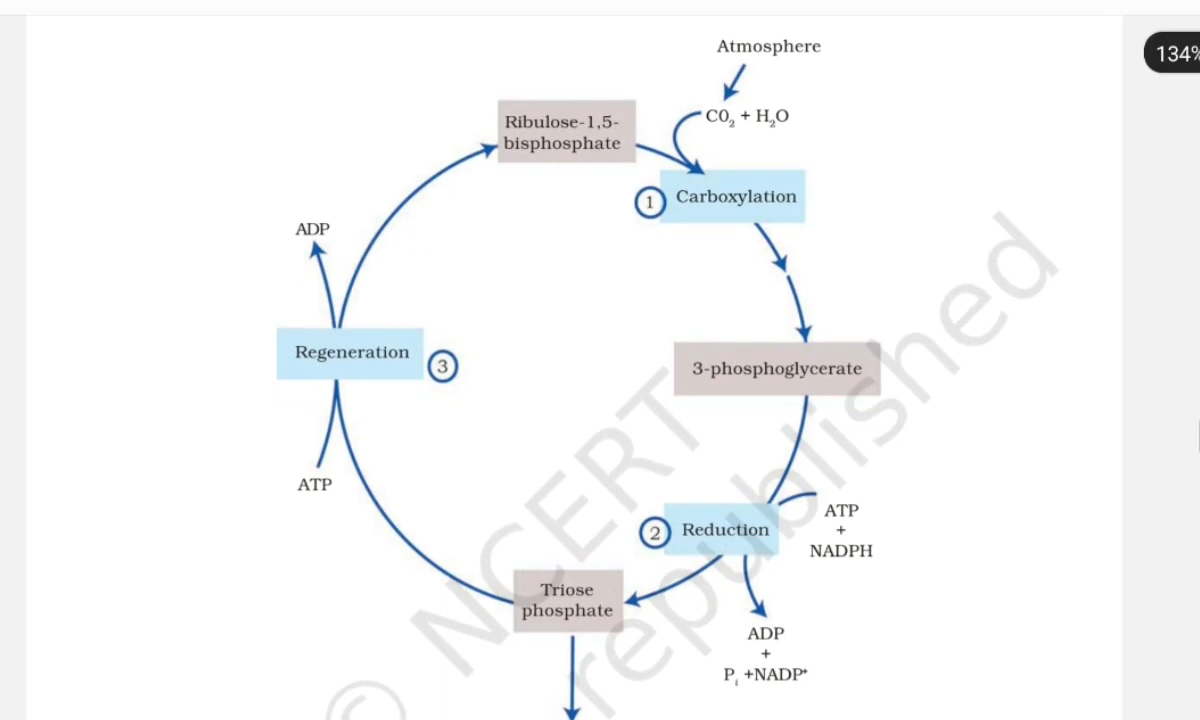 134%
Atmosphere
CO₂ + H₂O
Ribulose-1,5-
bisphosphate
1
Carboxylation
ADP
Regeneration
3
3-phosphoglycerate
ATP
ATP
+
NADPH
2
Reduction
Triose
phosphate
ADP
+
Pᵢ +NADP⁺
© NCERT
republished